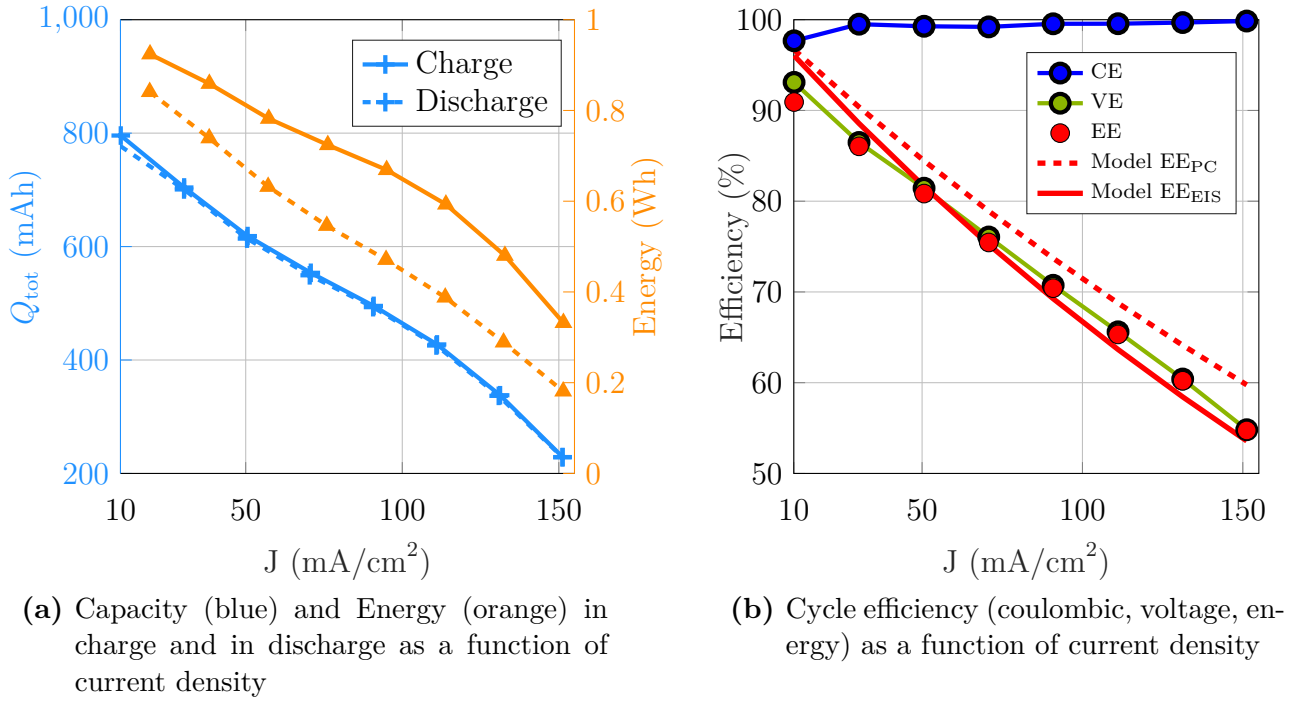 1,000
800
600
400
200
Q_tot (mAh)
1
0.8
0.6
0.4
0.2
0
Energy (Wh)
Charge
Discharge
10
50
100
150
J (mA/cm²)
(a) Capacity (blue) and Energy (orange) in
charge and in discharge as a function of
current density
100
90
80
70
60
50
Efficiency (%)
CE
VE
EE
Model EE_PC
Model EE_EIS
10
50
100
150
J (mA/cm²)
(b) Cycle efficiency (coulombic, voltage, en-
ergy) as a function of current density